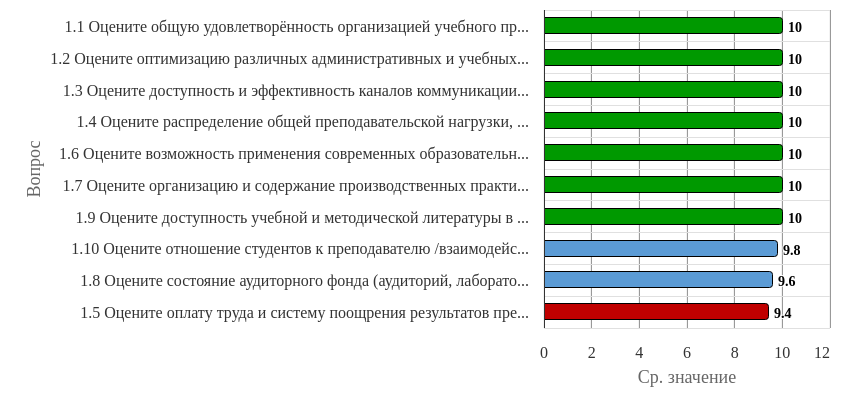 1.1 Оцените общую удовлетворённость организацией учебного пр... 10
1.2 Оцените оптимизацию различных административных и учебных... 10
1.3 Оцените доступность и эффективность каналов коммуникации... 10
1.4 Оцените распределение общей преподавательской нагрузки, ... 10
1.6 Оцените возможность применения современных образовательн... 10
1.7 Оцените организацию и содержание производственных практи... 10
1.9 Оцените доступность учебной и методической литературы в ... 10
1.10 Оцените отношение студентов к преподавателю /взаимодейс... 9.8
1.8 Оцените состояние аудиторного фонда (аудиторий, лаборато... 9.6
1.5 Оцените оплату труда и систему поощрения результатов пре... 9.4
Вопрос
0 2 4 6 8 10 12
Ср. значение